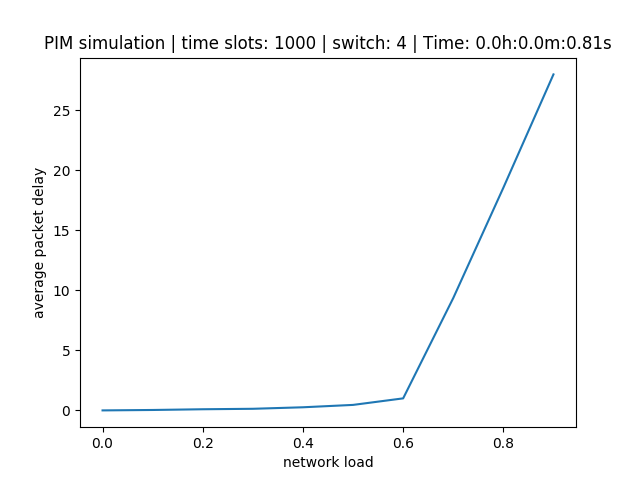 PIM simulation | time slots: 1000 | switch: 4 | Time: 0.0h:0.0m:0.81s
average packet delay
25
20
15
10
5
0
0.0 0.2 0.4 0.6 0.8
network load